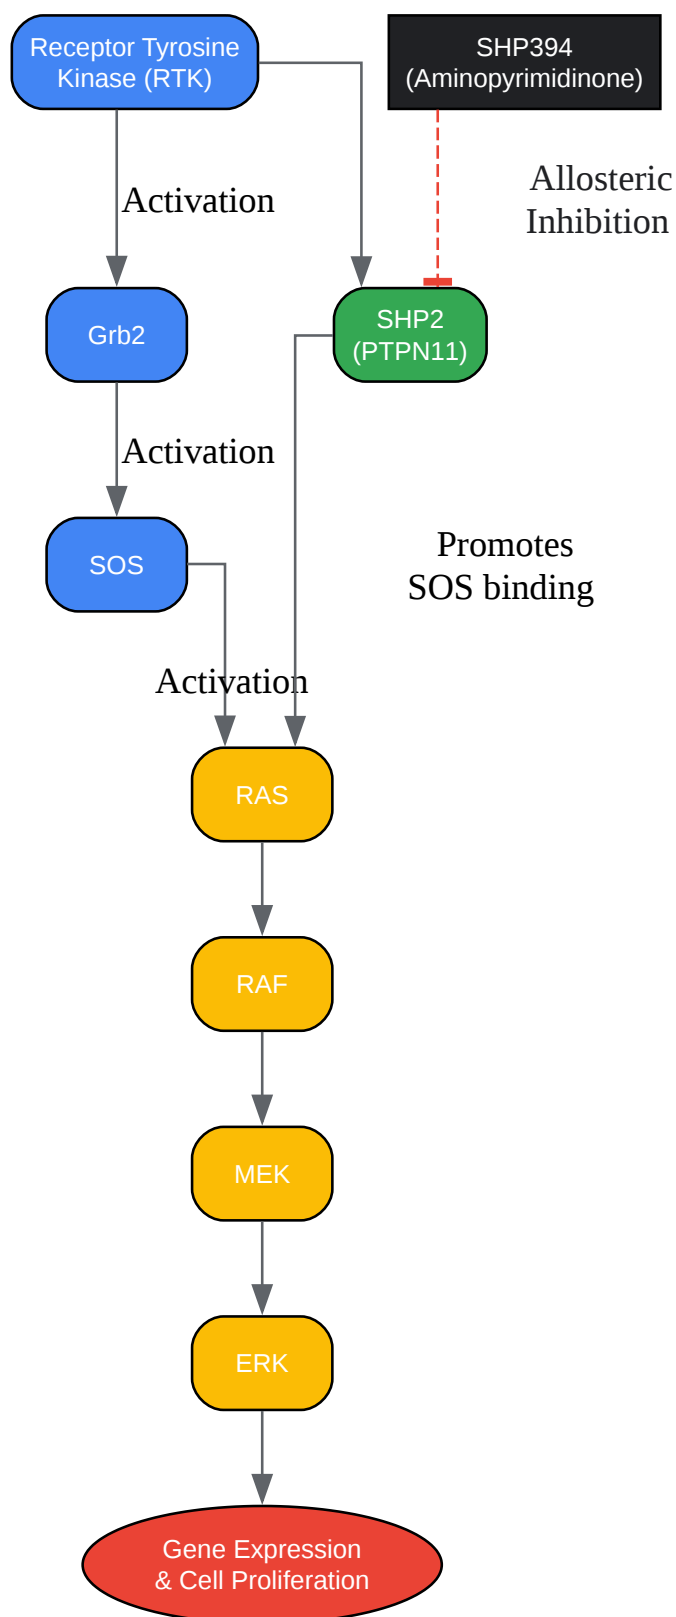 Receptor Tyrosine
Kinase (RTK)
SHP394
(Aminopyrimidinone)
Activation
Allosteric
Inhibition
Grb2
SHP2
(PTPN11)
Activation
SOS
Promotes
SOS binding
Activation
RAS
RAF
MEK
ERK
Gene Expression
& Cell Proliferation